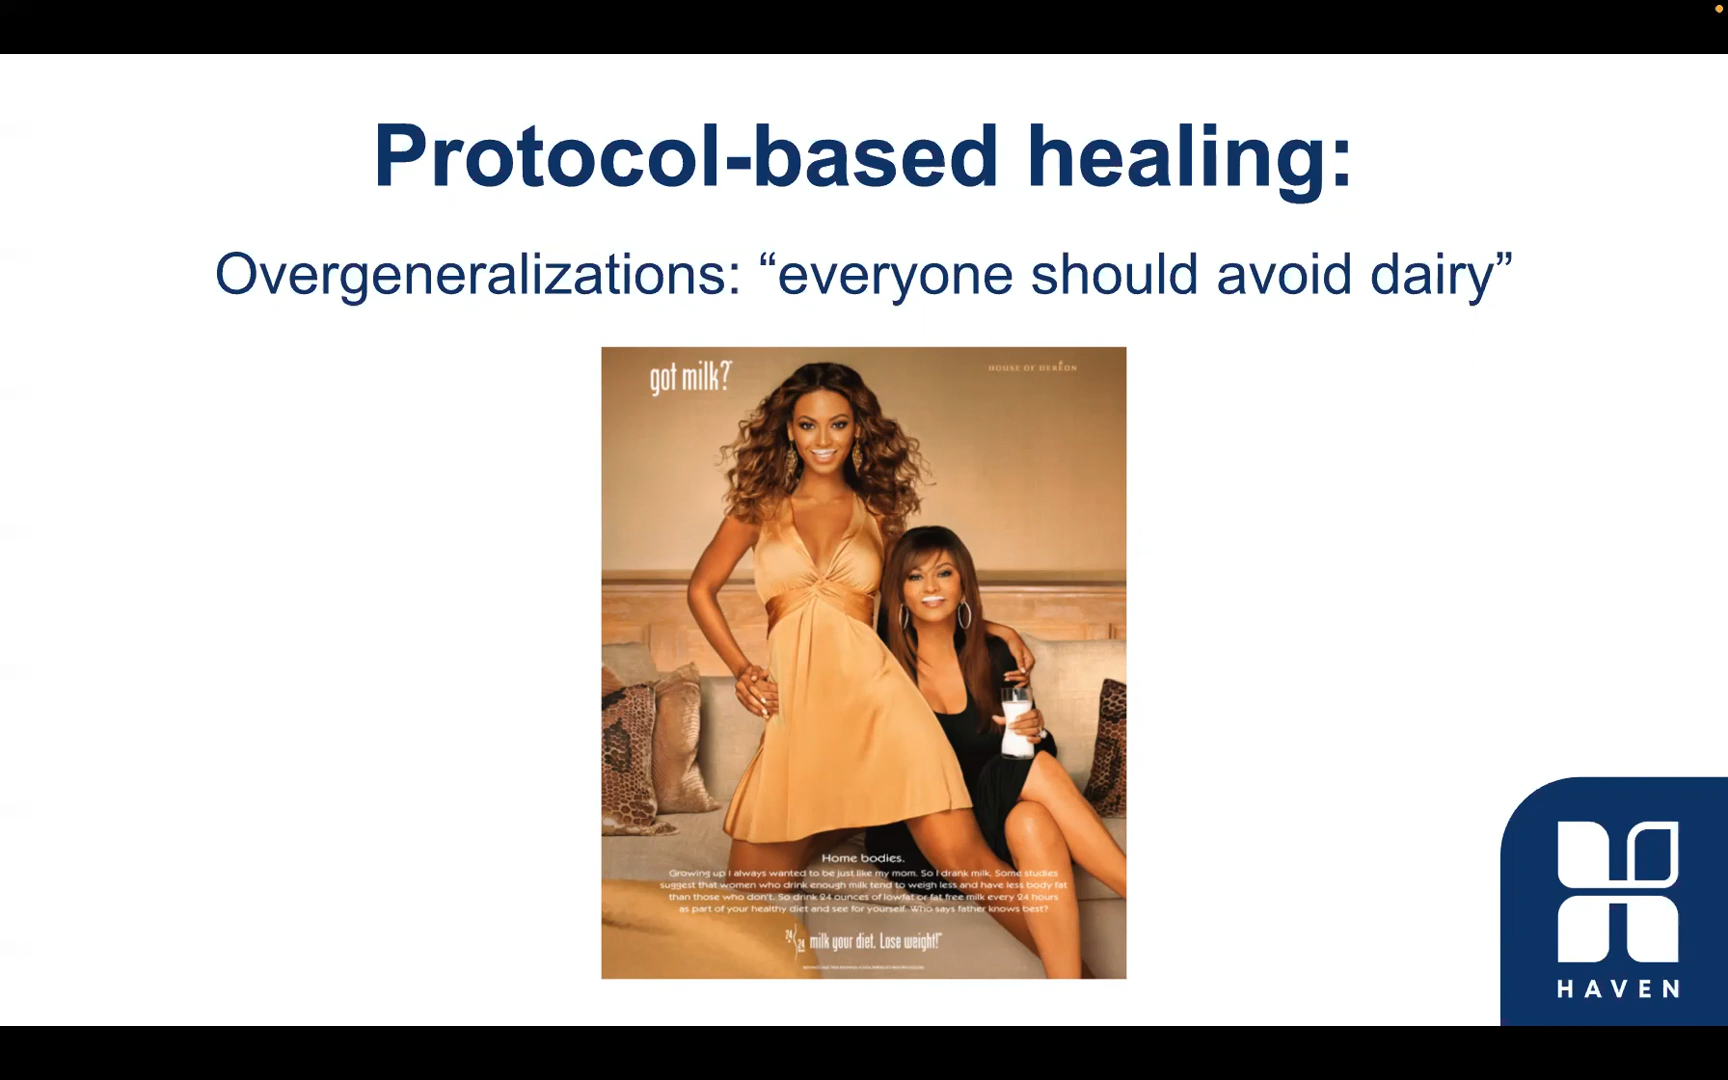 Protocol-based healing:
Overgeneralizations: “everyone should avoid dairy”
got milk?
HOUSE OF DERÉON
Home bodies.
Growing up I always wanted to be just like my mom. So I drank milk. Some studies
suggest that women who drink enough milk tend to weigh less and have less body fat
than those who don't. So drink 24 ounces of lowfat or fat free milk every 24 hours
as part of your healthy diet and see for yourself. Who says father knows best?
24 24 milk your diet. Lose weight!™
HAVEN